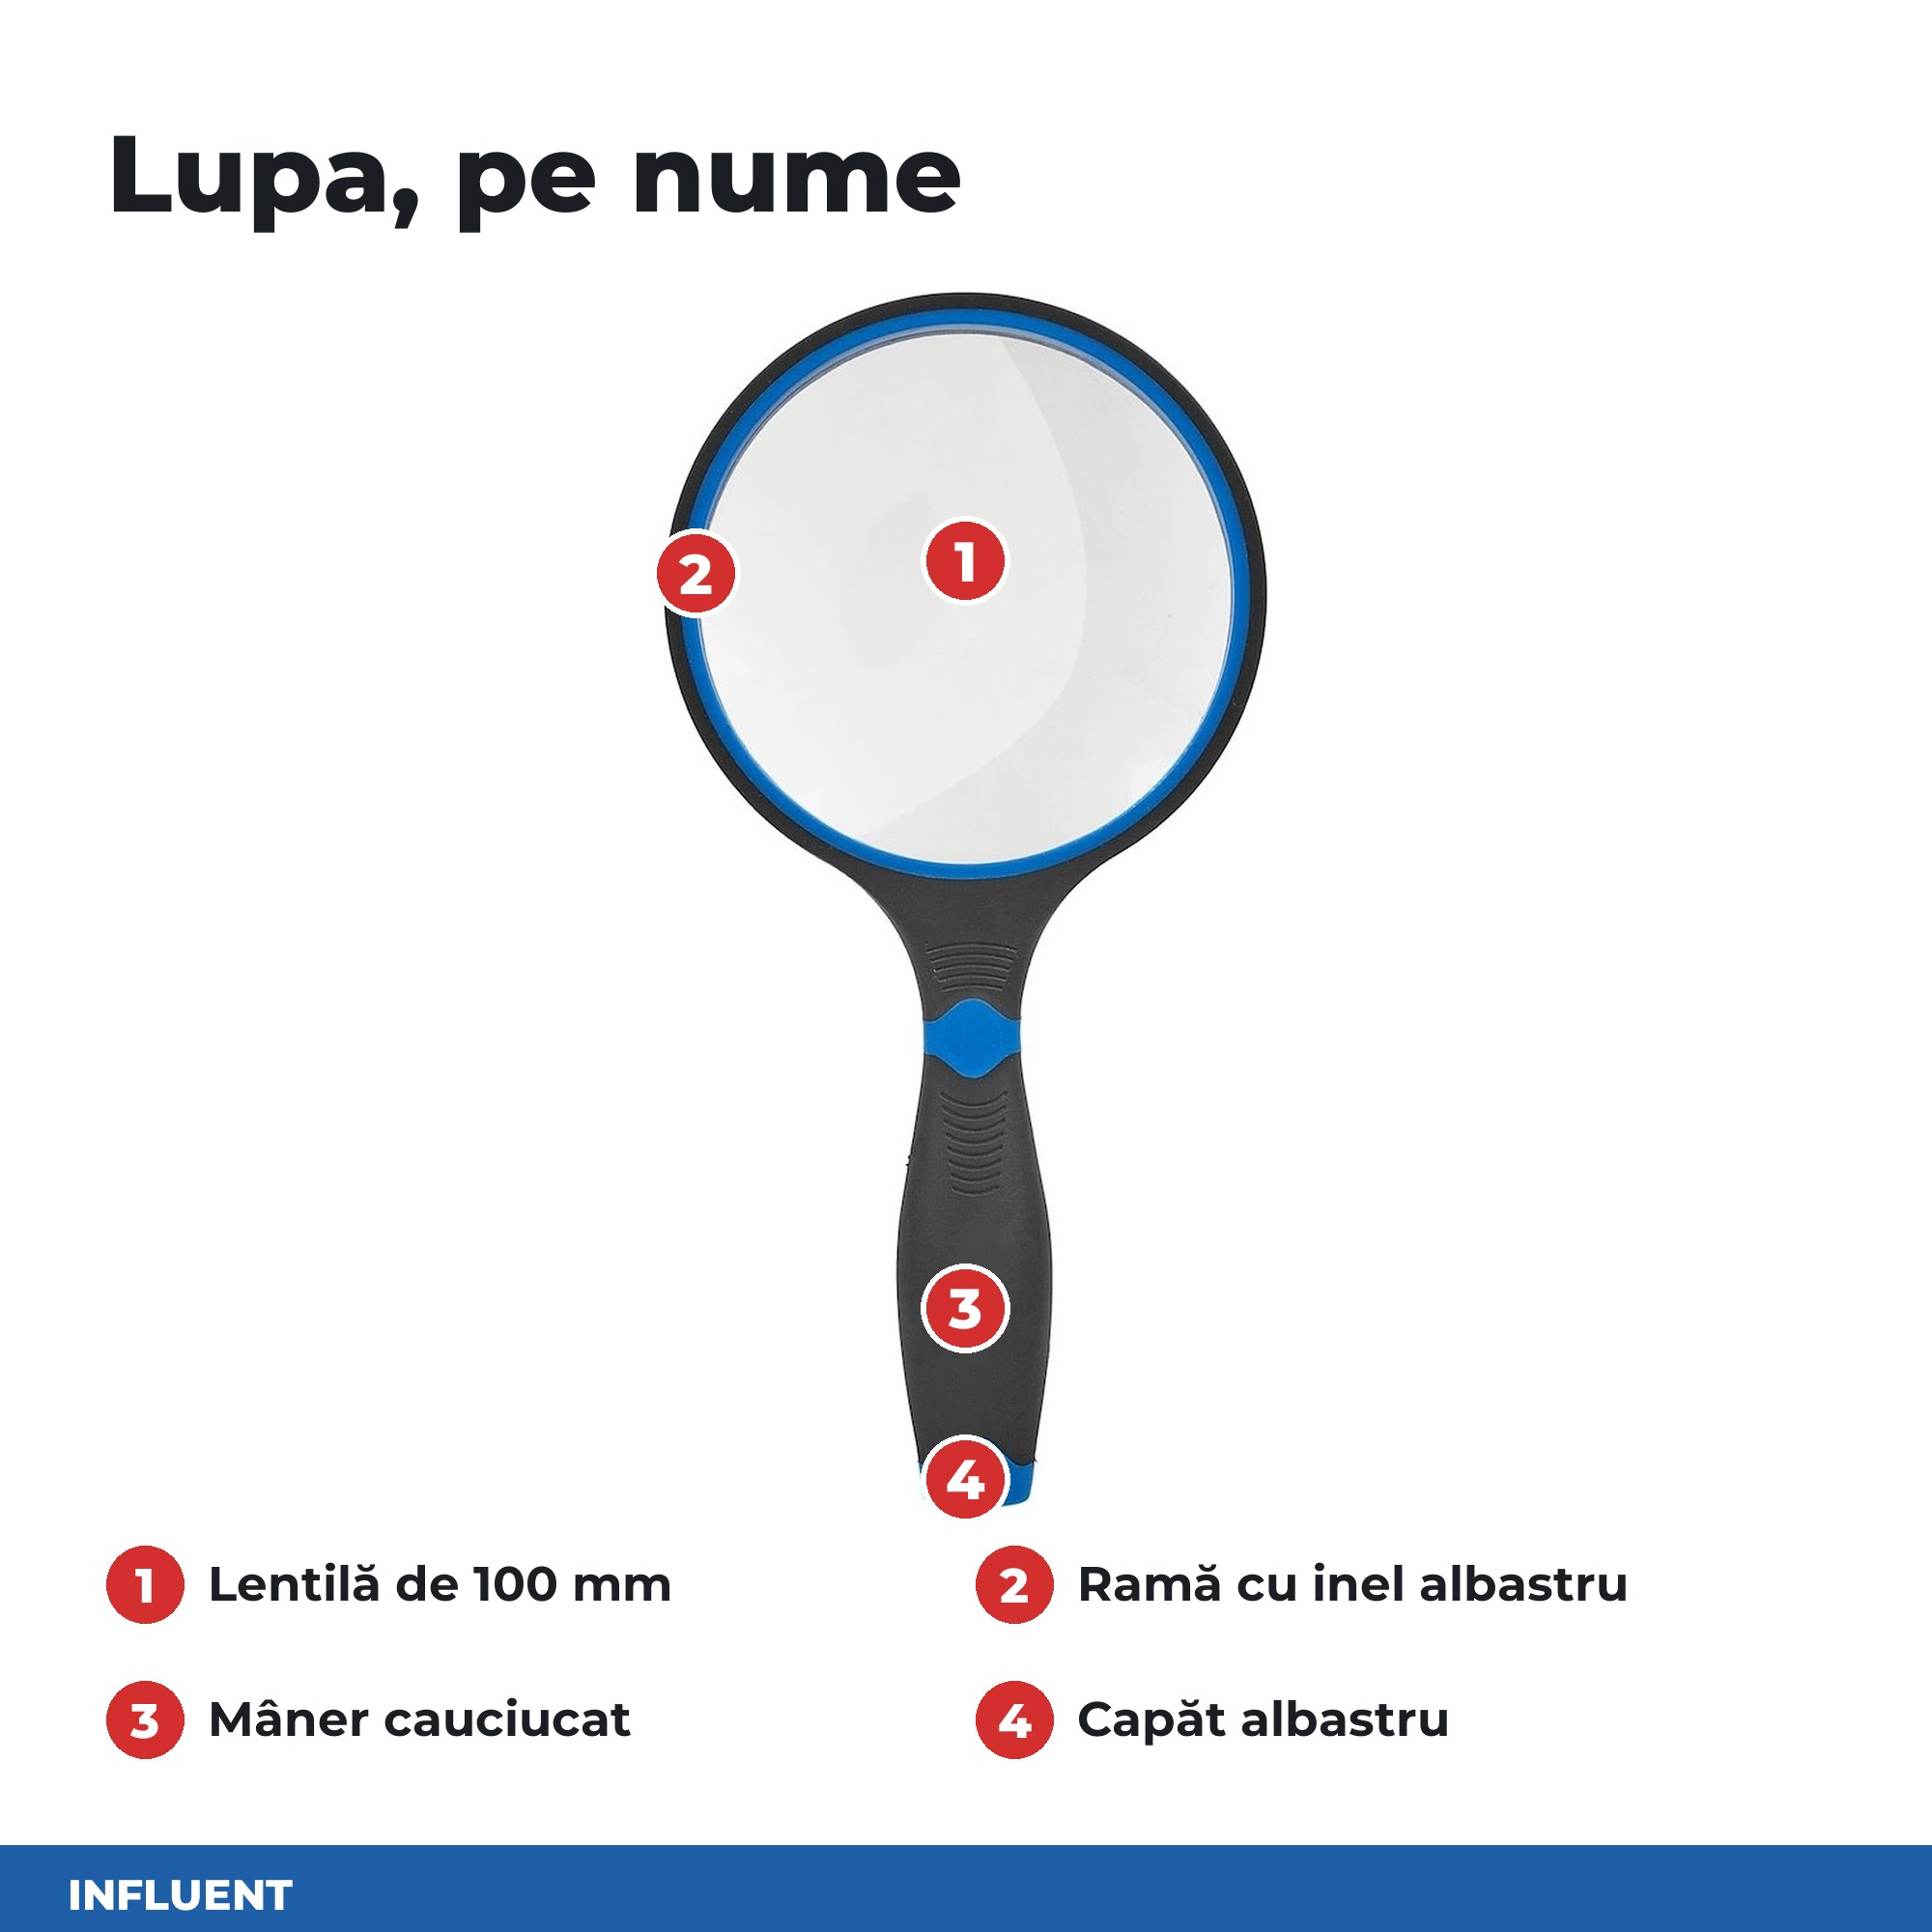 Lupa, pe nume
2
1
3
4
1 Lentilă de 100 mm
2 Ramă cu inel albastru
3 Mâner cauciucat
4 Capăt albastru
INFLUENT